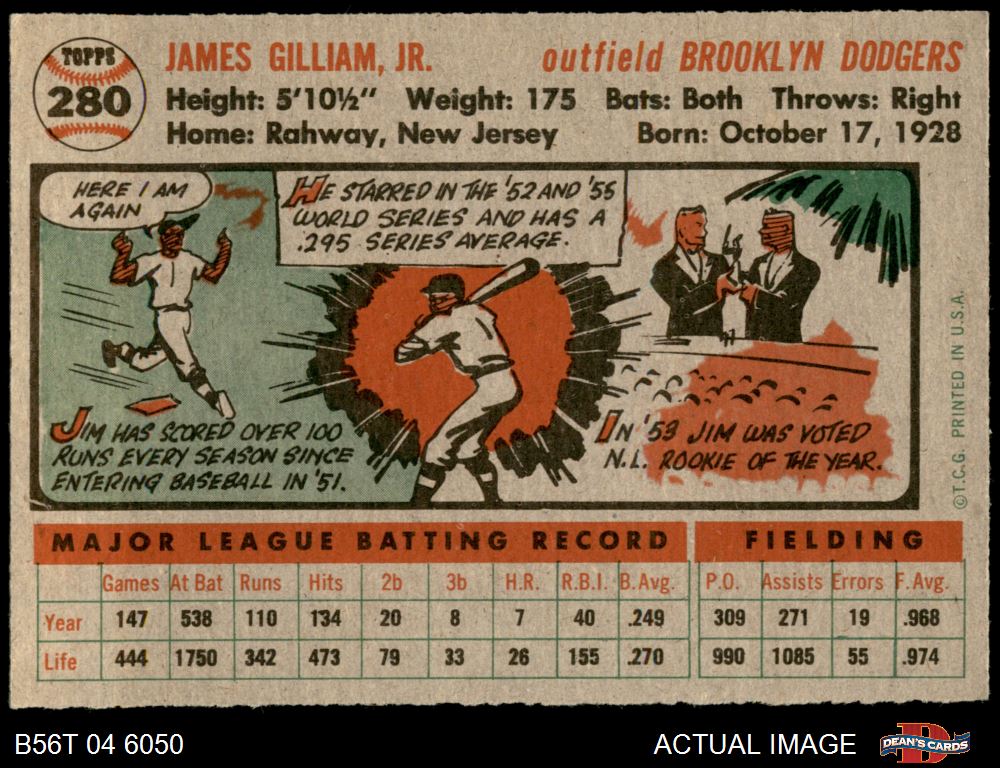 TOPPS
280
JAMES GILLIAM, JR. outfield BROOKLYN DODGERS
Height: 5'10½" Weight: 175 Bats: Both Throws: Right
Home: Rahway, New Jersey Born: October 17, 1928
HERE I AM
AGAIN
HE STARRED IN THE '52 AND '55
WORLD SERIES AND HAS A
.295 SERIES AVERAGE.
JIM HAS SCORED OVER 100
RUNS EVERY SEASON SINCE
ENTERING BASEBALL IN '51.
IN '53 JIM WAS VOTED
N.L. ROOKIE OF THE YEAR.
©T.C.G. PRINTED IN U.S.A.
MAJOR LEAGUE BATTING RECORD FIELDING
Games At Bat Runs Hits 2b 3b H.R. R.B.I. B.Avg. P.O. Assists Errors F.Avg.
Year 147 538 110 134 20 8 7 40 .249 309 271 19 .968
Life 444 1750 342 473 79 33 26 155 .270 990 1085 55 .974
B56T 04 6050 ACTUAL IMAGE DEAN'S CARDS